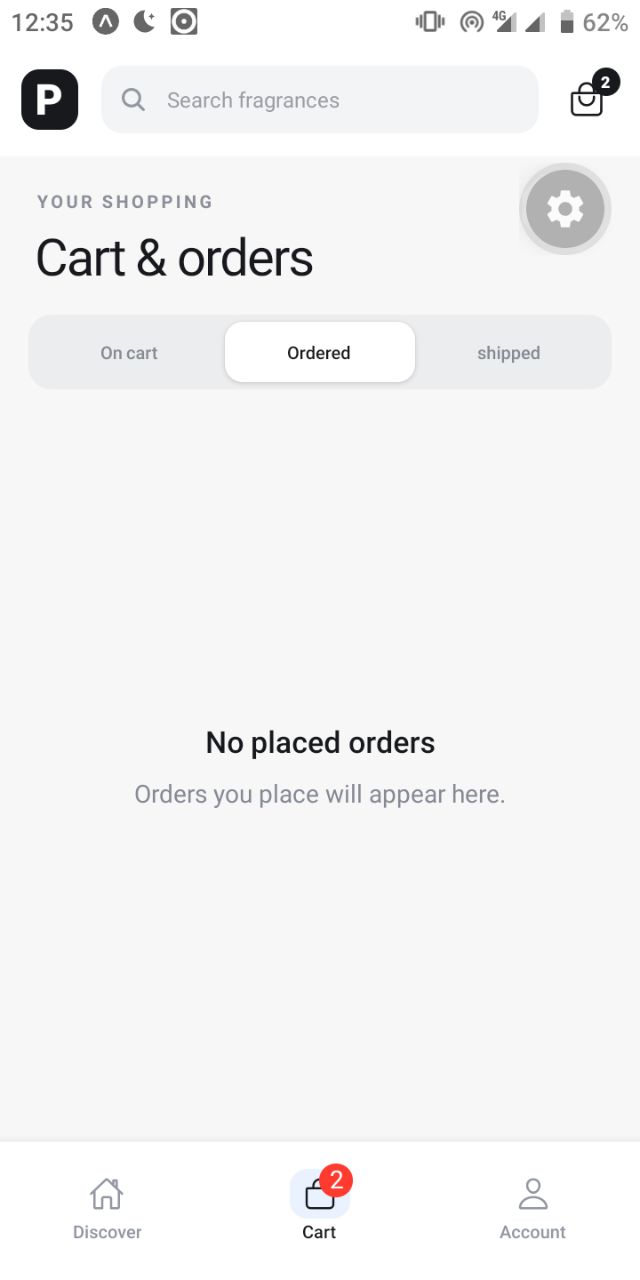 12:35
4G
62%
P
Search fragrances
2
YOUR SHOPPING
Cart & orders
On cart
Ordered
shipped
No placed orders
Orders you place will appear here.
2
Discover
Cart
Account